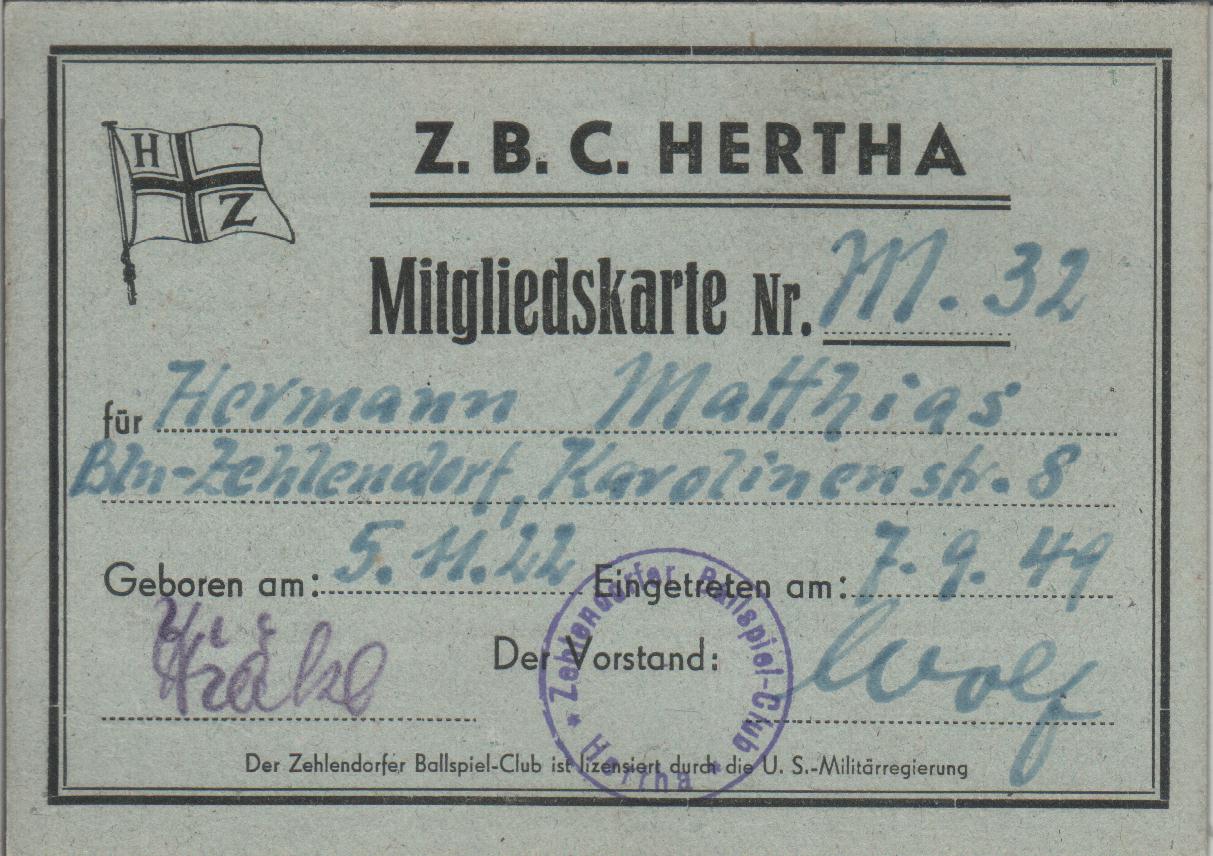 H
Z
Z. B. C. HERTHA
Mitgliedskarte Nr. M. 32
für Hermann Matthias
Bln-Zehlendorf, Karolinenstr. 8
Geboren am: 5. 11. 22 Eingetreten am: 7. 9. 49
Der Vorstand: Wolf
* Zehlendorfer Ballspiel-Club *
Hertha
Der Zehlendorfer Ballspiel-Club ist lizensiert durch die U. S.-Militärregierung